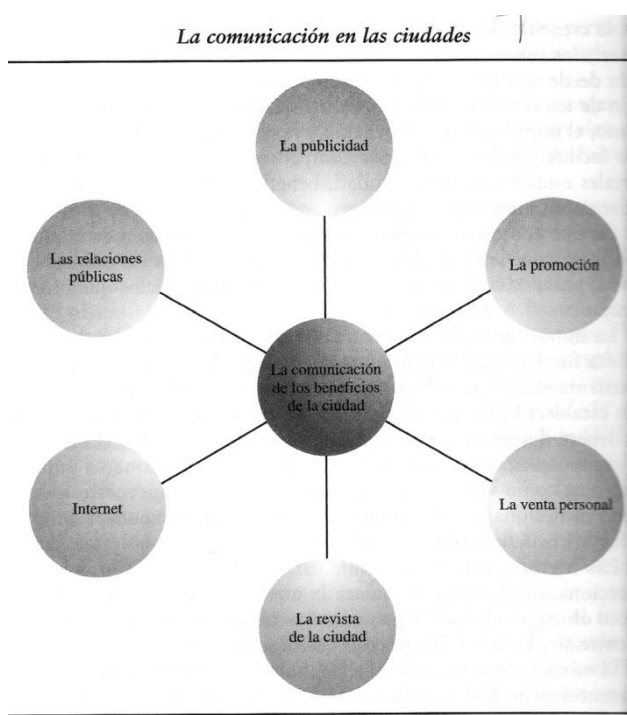 La comunicación en las ciudades
La publicidad
Las relaciones
públicas
La promoción
La comunicación
de los beneficios
de la ciudad
Internet
La venta personal
La revista
de la ciudad